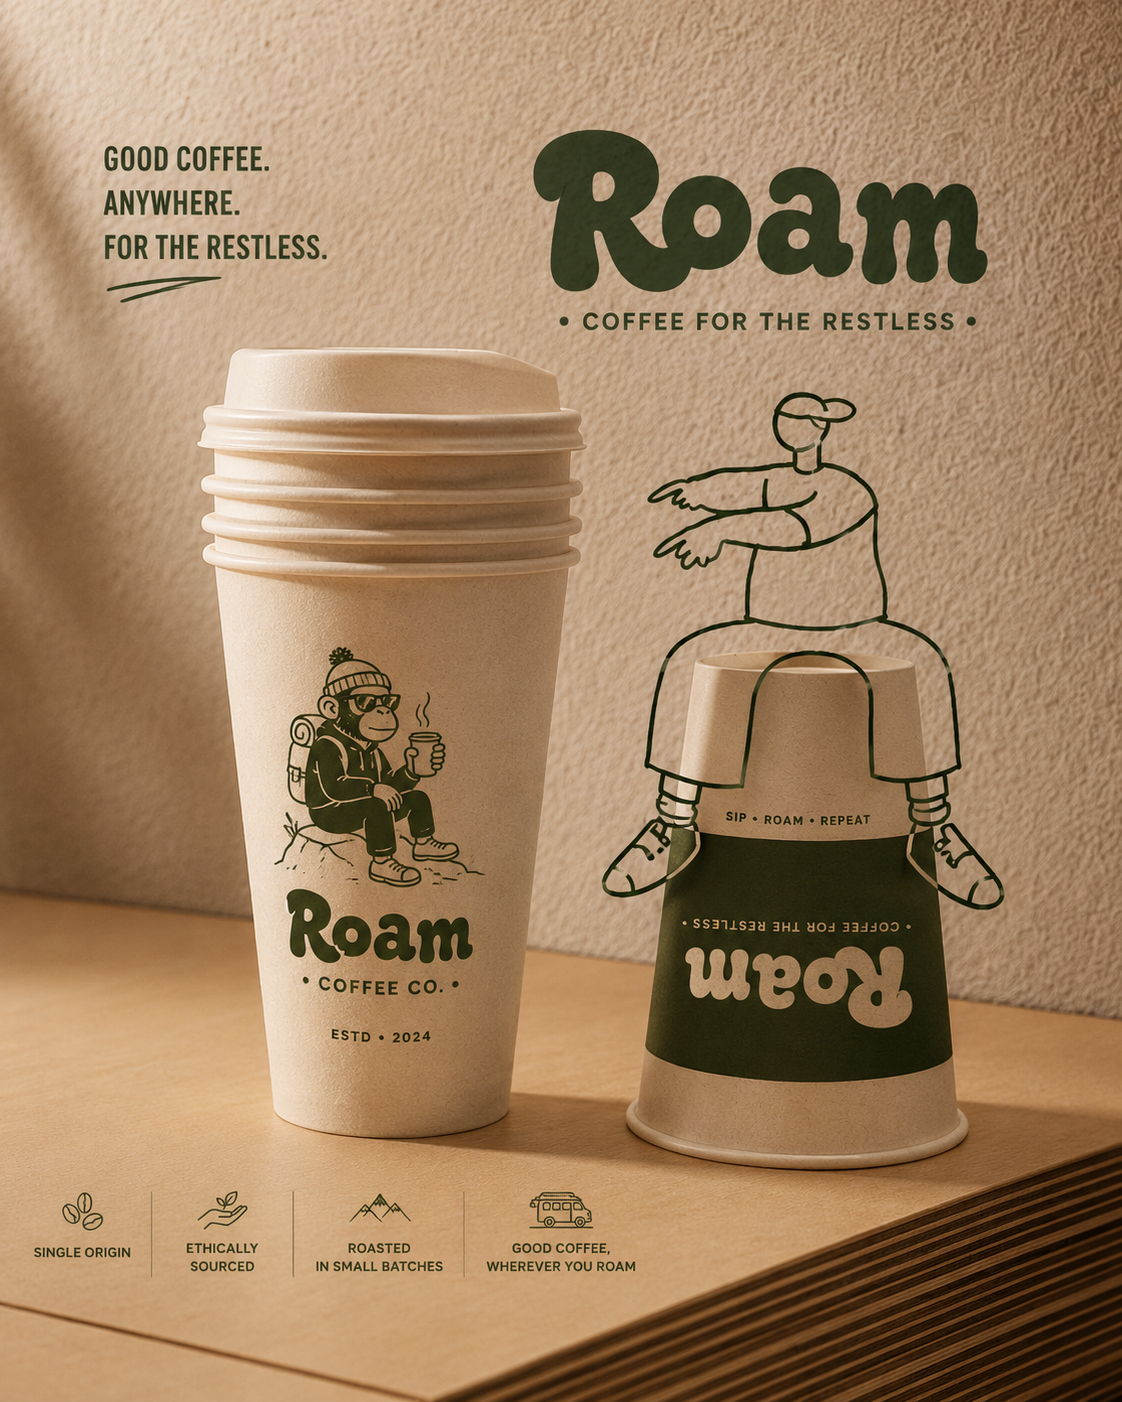 GOOD COFFEE.
ANYWHERE.
FOR THE RESTLESS.
Roam
• COFFEE FOR THE RESTLESS •
Roam
• COFFEE CO. •
ESTD • 2024
SIP • ROAM • REPEAT
Roam
• COFFEE FOR THE RESTLESS •
SINGLE ORIGIN
ETHICALLY
SOURCED
ROASTED
IN SMALL BATCHES
GOOD COFFEE,
WHEREVER YOU ROAM